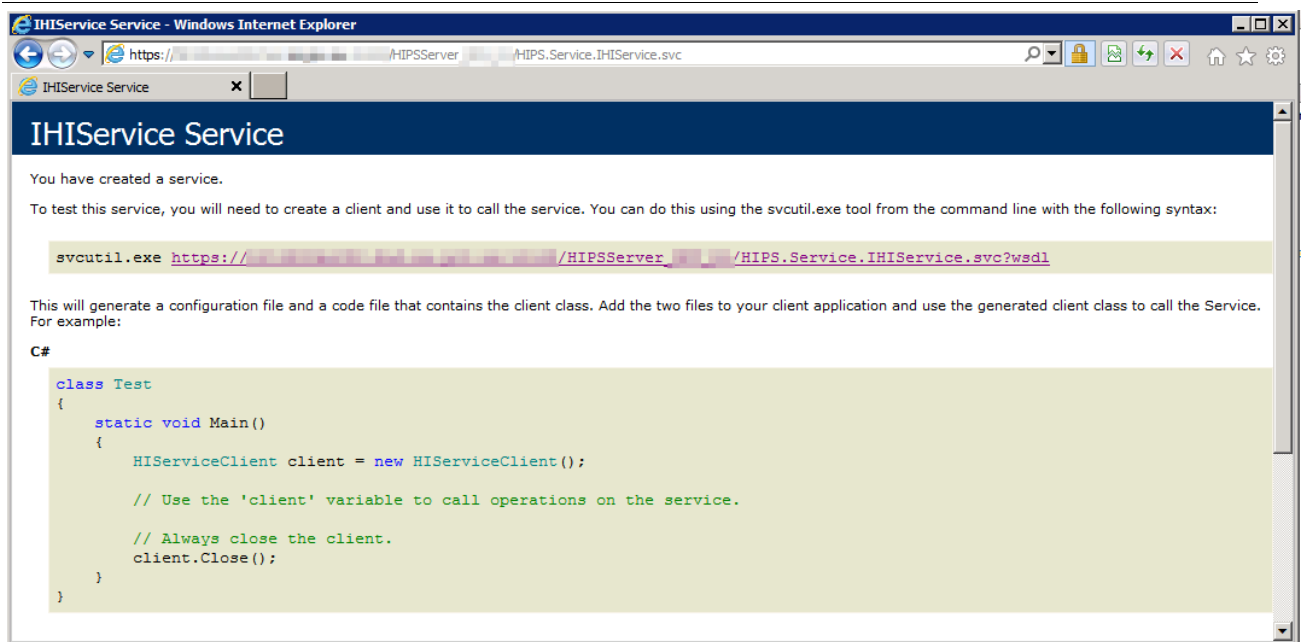 IHIService Service - Windows Internet Explorer
https:// /HIPSServer_ /HIPS.Service.IHIService.svc
IHIService Service
IHIService Service
You have created a service.
To test this service, you will need to create a client and use it to call the service. You can do this using the svcutil.exe tool from the command line with the following syntax:
svcutil.exe https:// /HIPSServer_ /HIPS.Service.IHIService.svc?wsdl
This will generate a configuration file and a code file that contains the client class. Add the two files to your client application and use the generated client class to call the Service.
For example:
C#
class Test
{
static void Main()
{
HIServiceClient client = new HIServiceClient();
// Use the 'client' variable to call operations on the service.
// Always close the client.
client.Close();
}
}